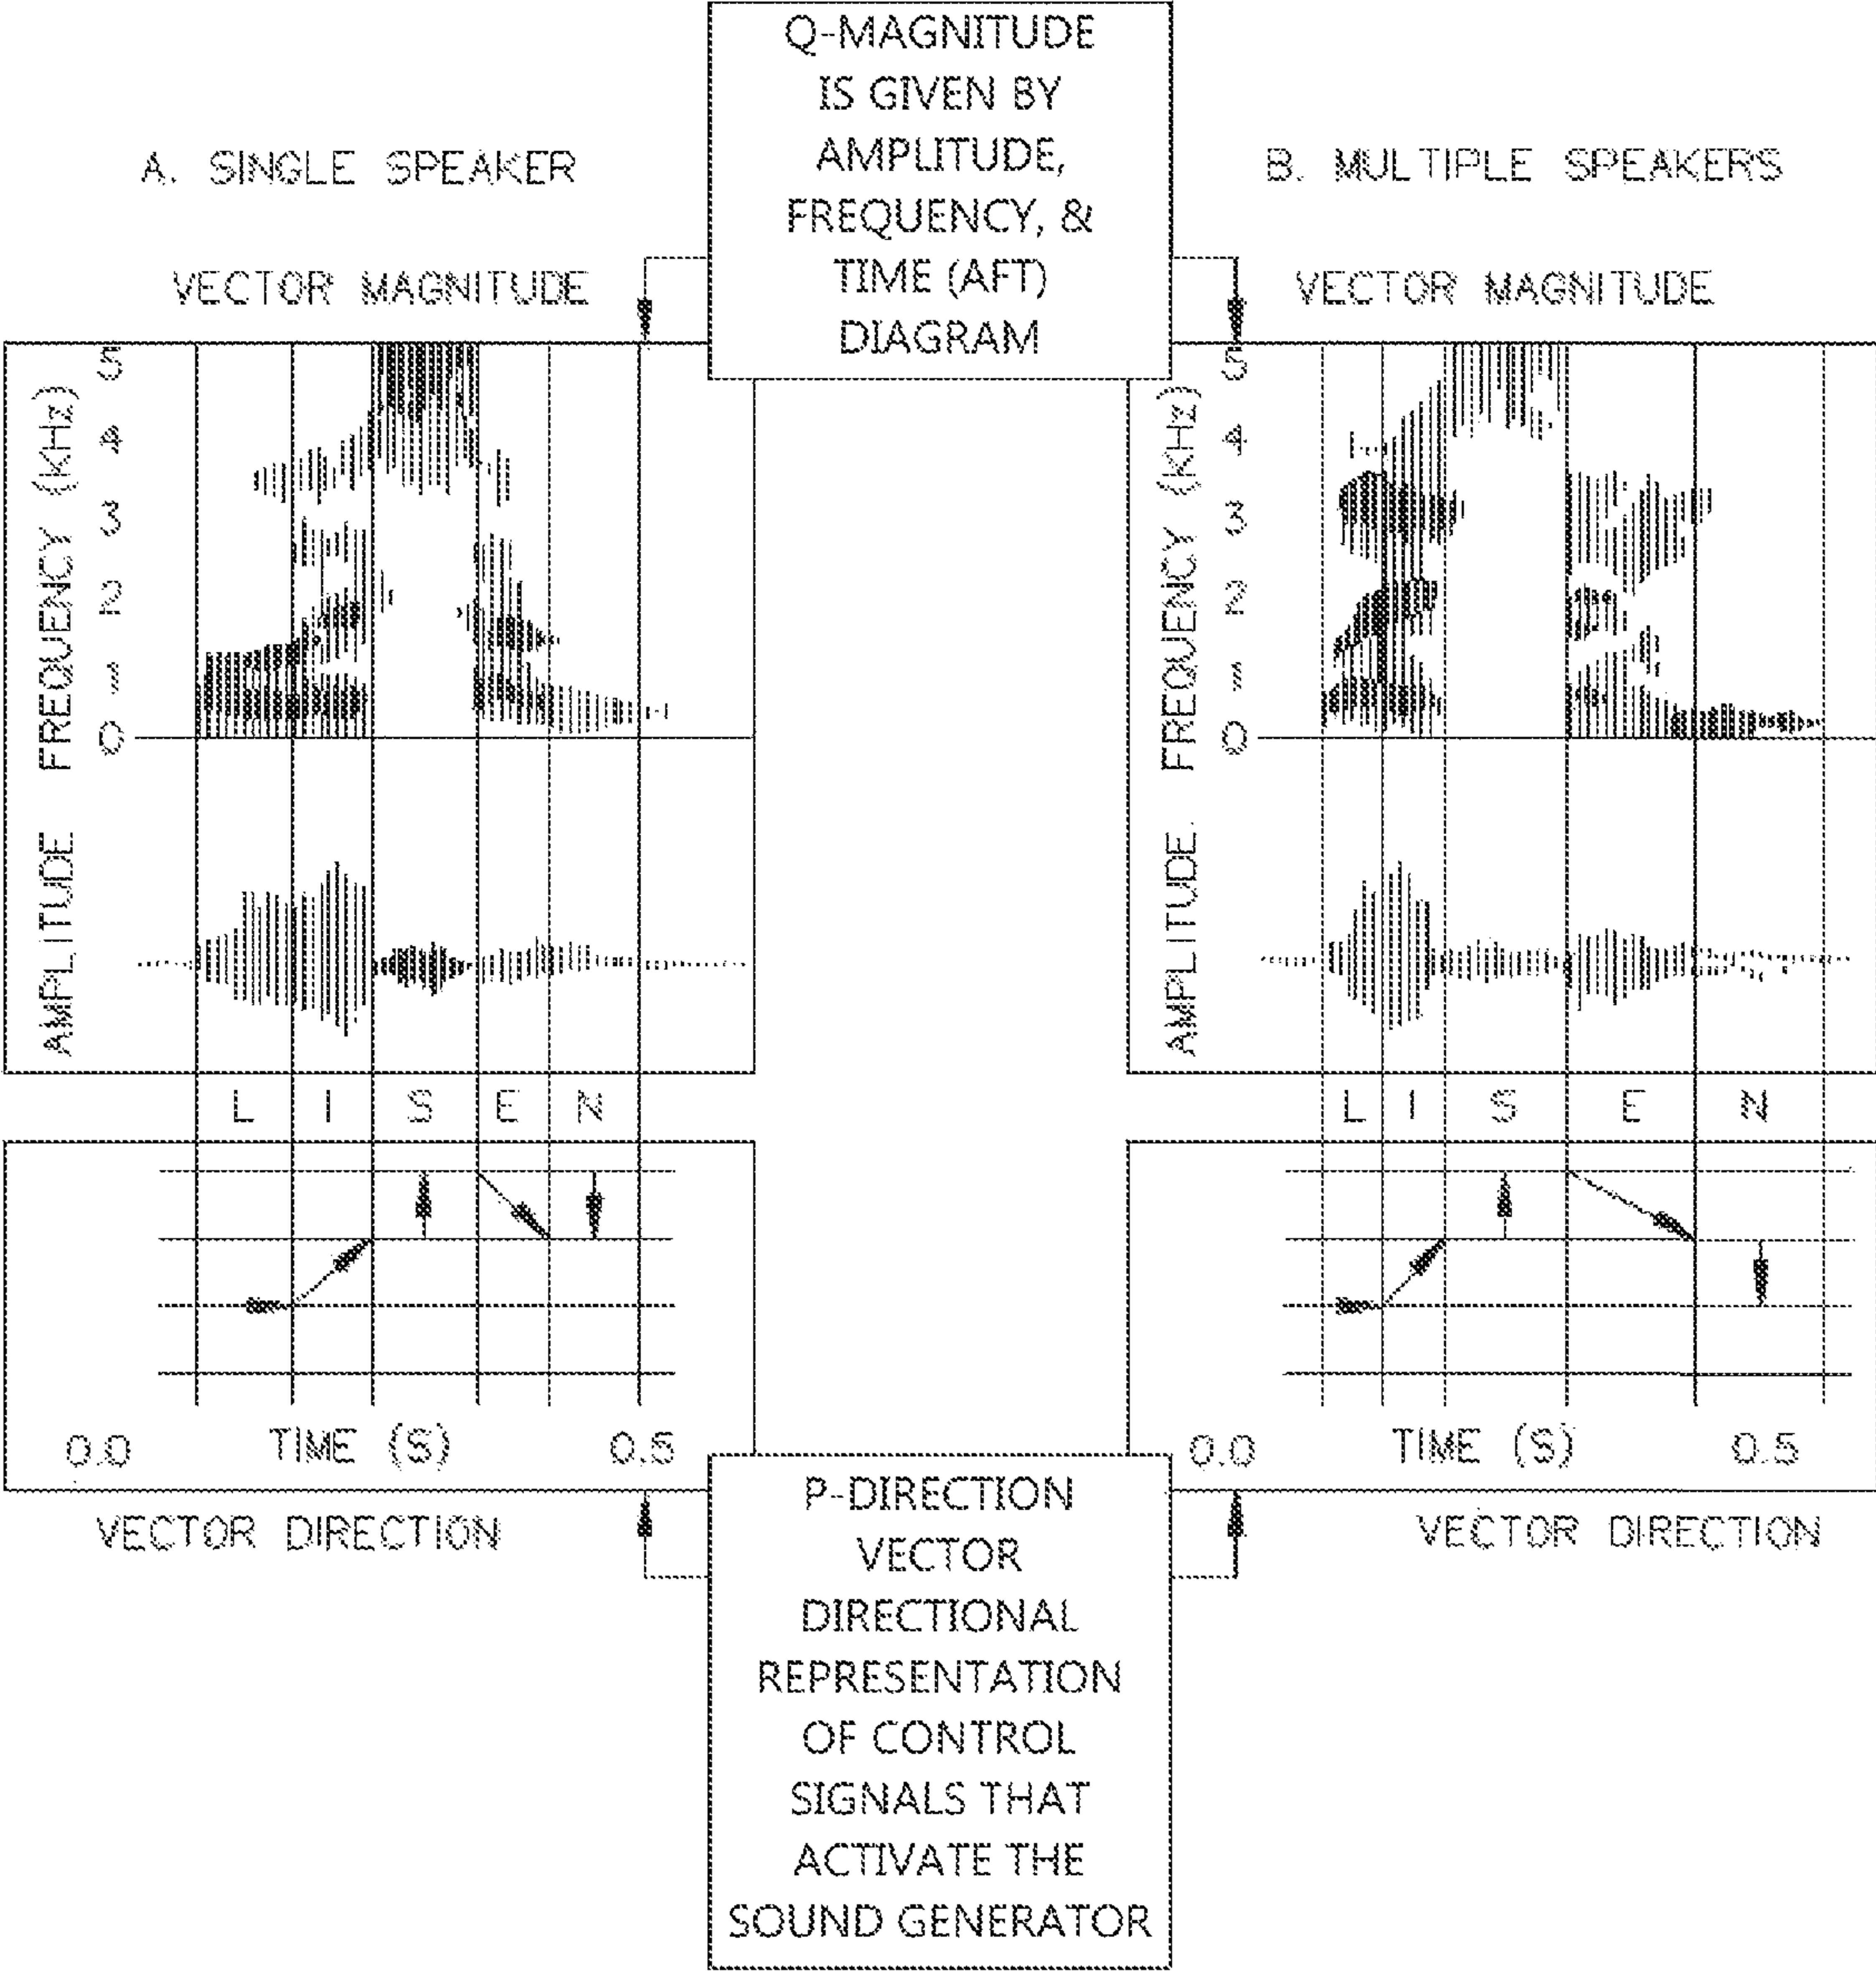 Q-MAGNITUDE
IS GIVEN BY
AMPLITUDE,
FREQUENCY, &
TIME (AFT)
DIAGRAM
A. SINGLE SPEAKER
VECTOR MAGNITUDE
FREQUENCY (KHz)
5
4
3
2
1
0
AMPLITUDE
L I S E N
0.0 TIME (S) 0.5
VECTOR DIRECTION
B. MULTIPLE SPEAKERS
VECTOR MAGNITUDE
FREQUENCY (KHz)
5
4
3
2
1
0
AMPLITUDE.
L I S E N
0.0 TIME (S) 0.5
VECTOR DIRECTION
P-DIRECTION
VECTOR
DIRECTIONAL
REPRESENTATION
OF CONTROL
SIGNALS THAT
ACTIVATE THE
SOUND GENERATOR